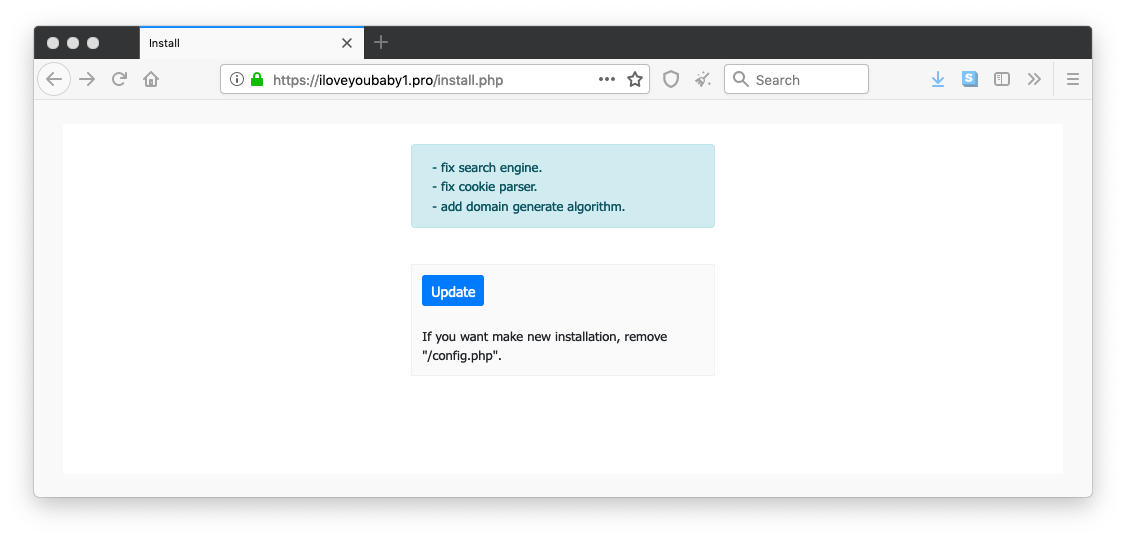 Install
https://iloveyoubaby1.pro/install.php
Search
- fix search engine.
- fix cookie parser.
- add domain generate algorithm.
Update
If you want make new installation, remove
"/config.php".